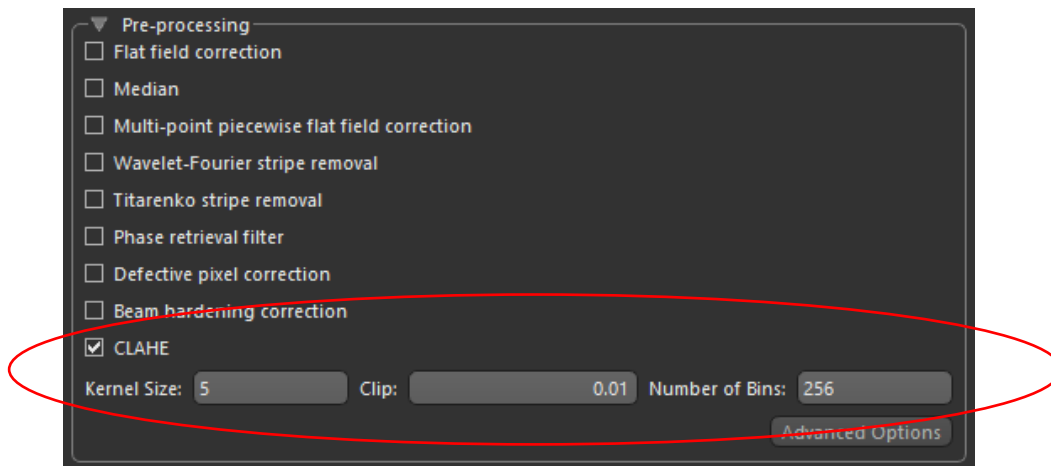 Pre-processing
Flat field correction
Median
Multi-point piecewise flat field correction
Wavelet-Fourier stripe removal
Titarenko stripe removal
Phase retrieval filter
Defective pixel correction
Beam hardening correction
CLAHE
Kernel Size: 5 Clip: 0.01 Number of Bins: 256
Advanced Options